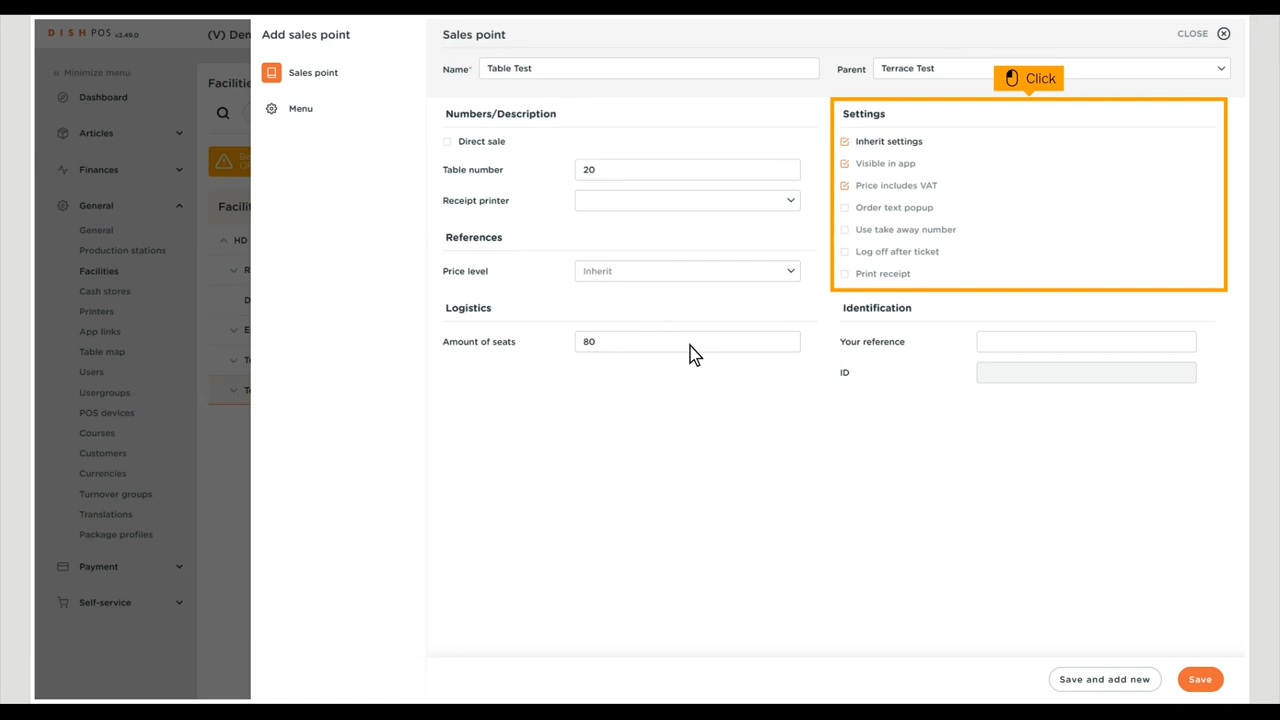 DISH POS v2.49.0
(V) Den
Minimize menu
Dashboard
Articles
Finances
General
General
Production stations
Facilities
Cash stores
Printers
App links
Table map
Users
Usergroups
POS devices
Courses
Customers
Currencies
Turnover groups
Translations
Package profiles
Payment
Self-service
Facilities
Facilit
HD
R
D
E
Add sales point
Sales point
Menu
Sales point
CLOSE
Name* Table Test
Parent Terrace Test
Click
Numbers/Description
Direct sale
Table number 20
Receipt printer
References
Price level Inherit
Logistics
Amount of seats 80
Settings
Inherit settings
Visible in app
Price includes VAT
Order text popup
Use take away number
Log off after ticket
Print receipt
Identification
Your reference
ID
Save and add new
Save